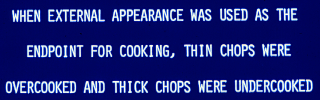 WHEN EXTERNAL APPEARANCE WAS USED AS THE
ENDPOINT FOR COOKING, THIN CHOPS WERE
OVERCOOKED AND THICK CHOPS WERE UNDERCOOKED